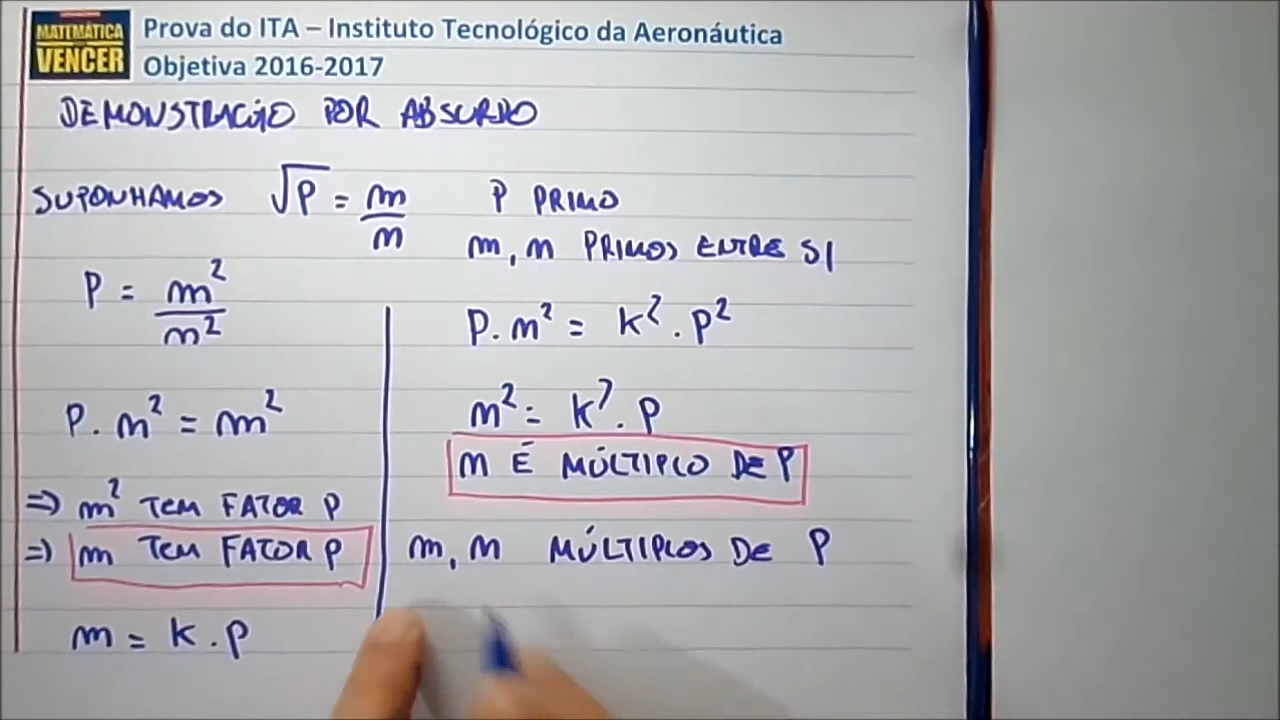 MATEMÁTICA
VENCER
Prova do ITA – Instituto Tecnológico da Aeronáutica
Objetiva 2016-2017
DEMONSTRAÇÃO POR ABSURDO
SUPONHAMOS √P = m/n P PRIMO
m, n PRIMOS ENTRE SI
P = m²/n²
P. n² = m²
⇒ m² TEM FATOR P
⇒ m TEM FATOR P
m = K . P
P. n² = K². P²
n² = K². P
n É MÚLTIPLO DE P
m, n MÚLTIPLOS DE P